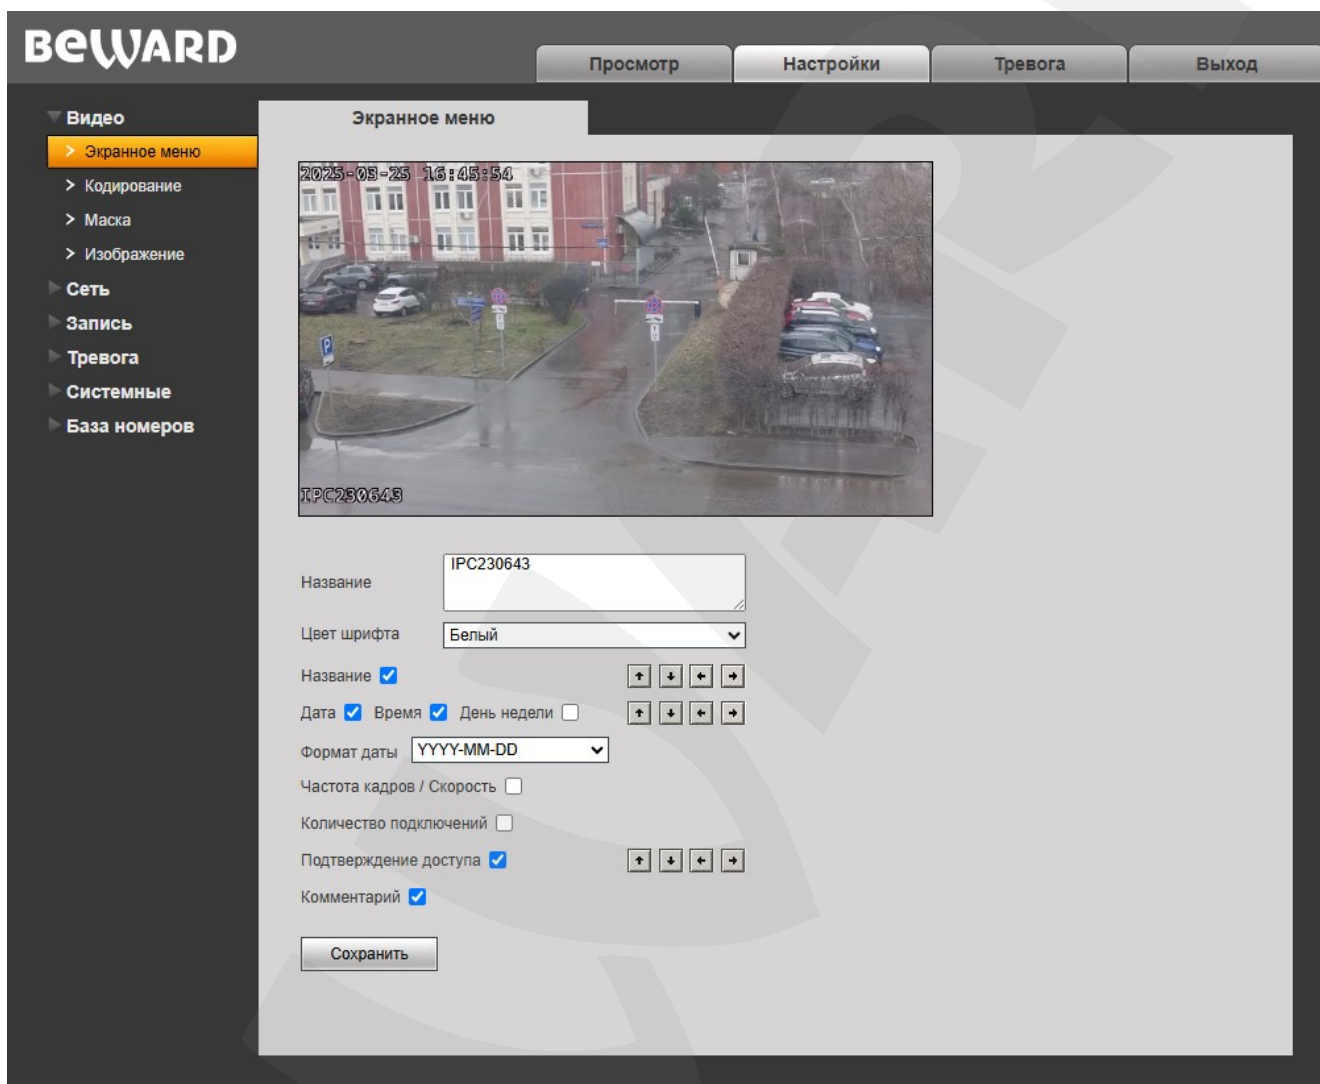 BEWARD
Просмотр Настройки Тревога Выход
Видео
Экранное меню
Кодирование
Маска
Изображение
Сеть
Запись
Тревога
Системные
База номеров
Экранное меню
2025-03-25 16:45:54
P
IPC230643
Название IPC230643
Цвет шрифта Белый
Название
Дата Время День недели
Формат даты YYYY-MM-DD
Частота кадров / Скорость
Количество подключений
Подтверждение доступа
Комментарий
Сохранить